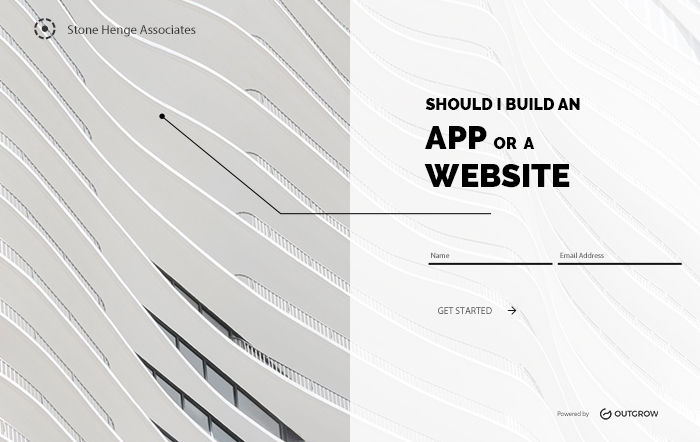 Stone Henge Associates
SHOULD I BUILD AN
APP OR A
WEBSITE
Name
Email Address
GET STARTED
Powered by OUTGROW